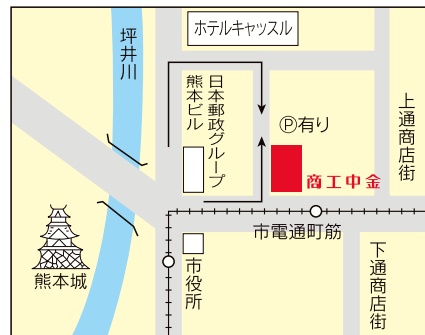 ホテルキャッスル
坪井川
日本郵政グループ
熊本ビル
Ⓟ有り
上通商店街
商工中金
市電通町筋
熊本城
市役所
下通商店街